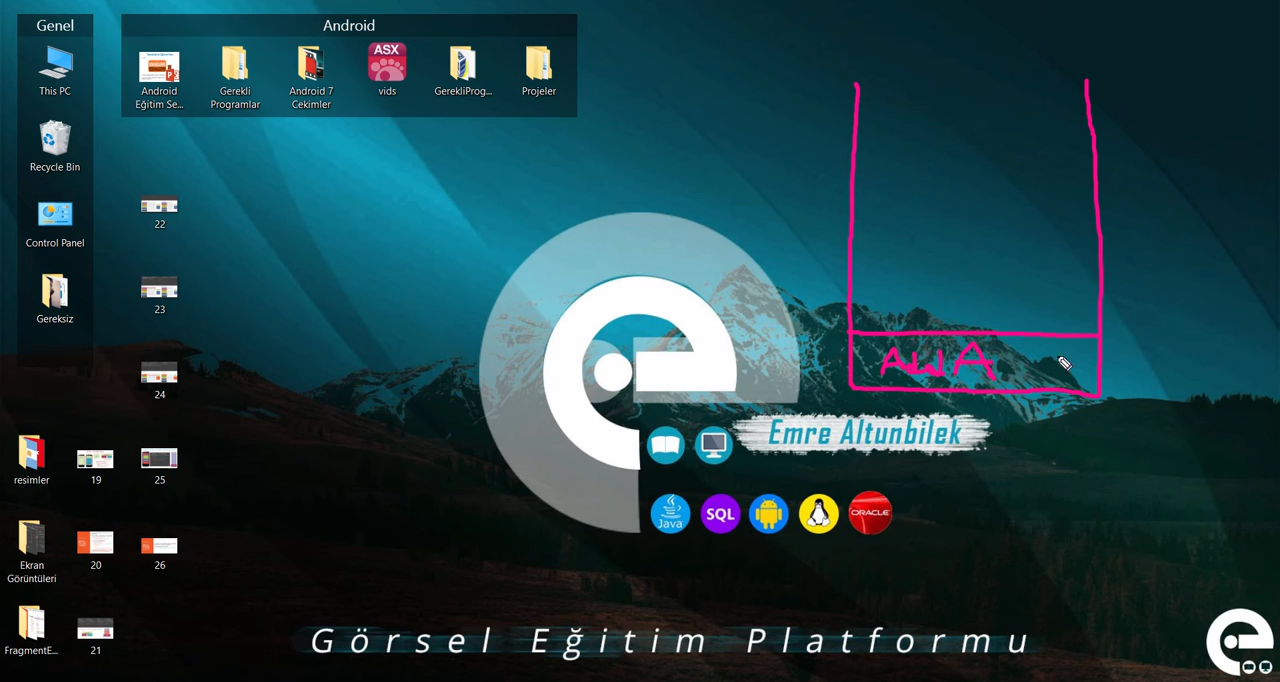 Genel
This PC
Recycle Bin
Control Panel
Gereksiz
Android
Android
Eğitim Se...
Gerekli
Programlar
Android 7
Cekimler
ASX
vids
GerekliProg...
Projeler
22
23
24
resimler
19
25
Ekran
Görüntüleri
20
26
FragmentE...
21
AWA
Emre Altunbilek
Java
SQL
ORACLE
Görsel Eğitim Platformu